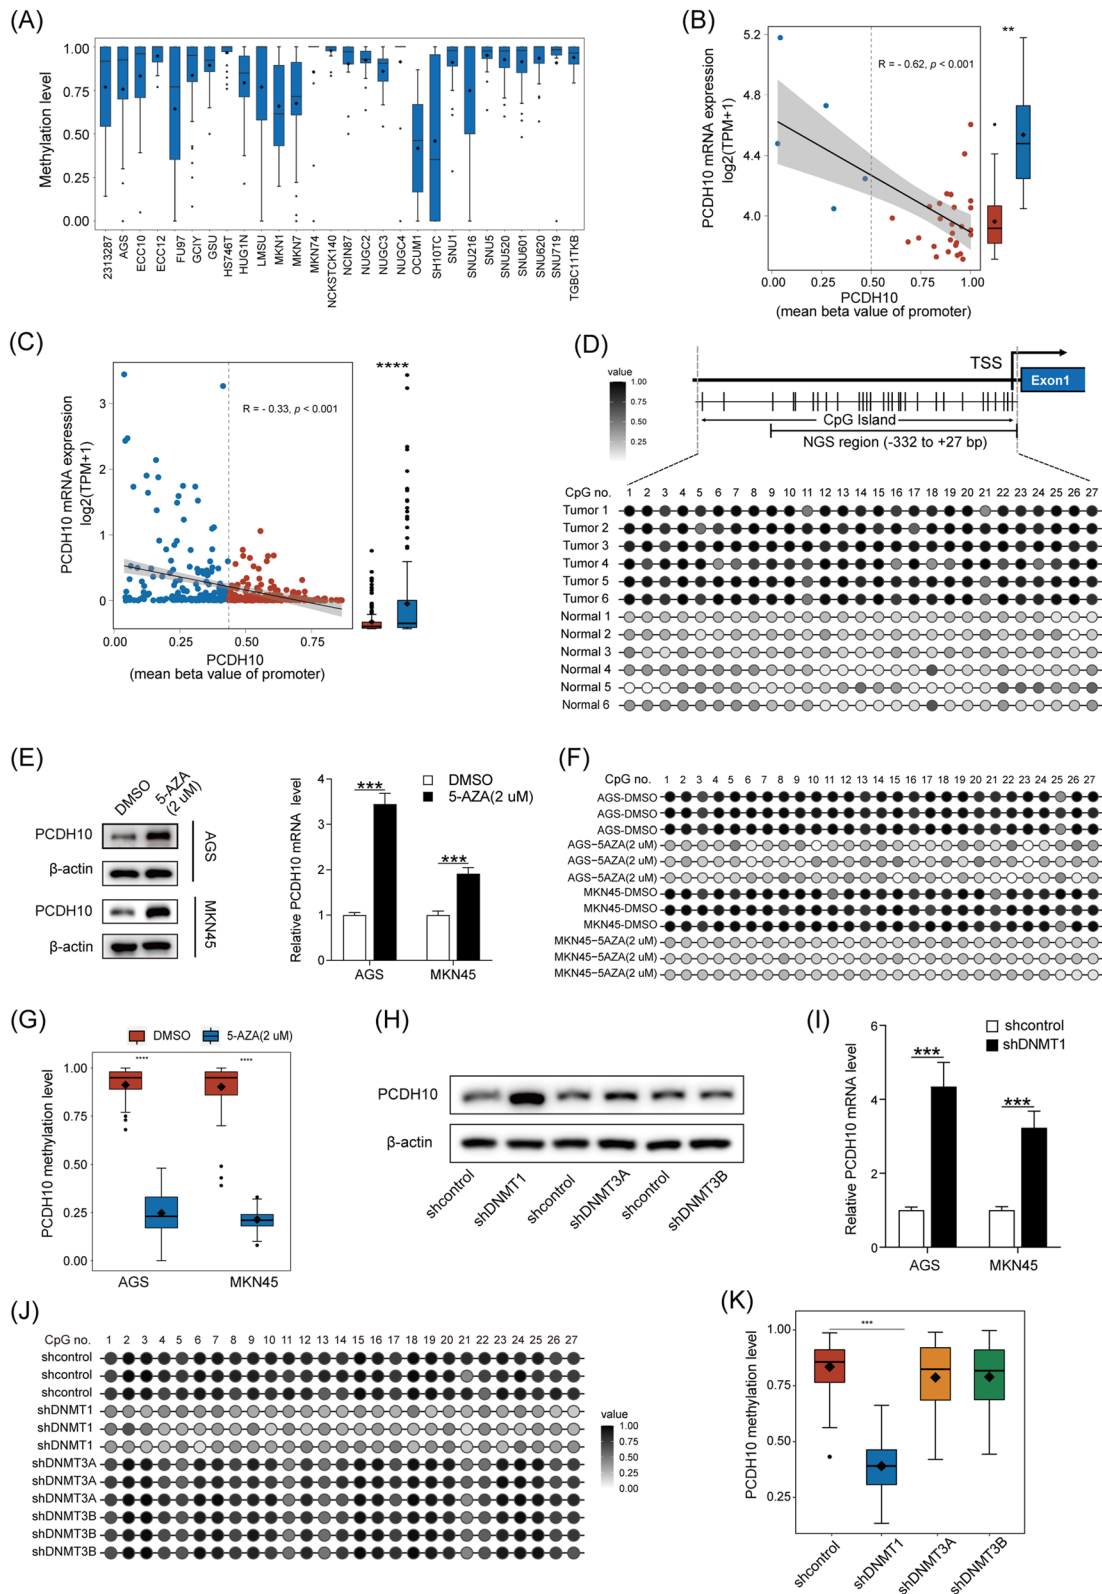 (A)
Methylation level
1.00
0.75
0.50
0.25
0.00
2313287
AGS
ECC10
ECC12
FU97
GCIY
GSU
HS746T
HUG1N
LMSU
MKN1
MKN7
MKN74
NCKSTCK140
NCIN87
NUGC2
NUGC3
NUGC4
OCUM1
SH10TC
SNU1
SNU216
SNU5
SNU520
SNU601
SNU620
SNU719
TGBC11TKB
(B)
PCDH10 mRNA expression
log2(TPM+1)
5.2
4.8
4.4
4.0
R = - 0.62, p < 0.001
**
0.00 0.25 0.50 0.75 1.00
PCDH10
(mean beta value of promoter)
(C)
PCDH10 mRNA expression
log2(TPM+1)
3
2
1
0
R = - 0.33, p < 0.001
****
0.00 0.25 0.50 0.75
PCDH10
(mean beta value of promoter)
(D)
value
1.00
0.75
0.50
0.25
TSS
Exon1
CpG Island
NGS region (-332 to +27 bp)
CpG no. 1 2 3 4 5 6 7 8 9 10 11 12 13 14 15 16 17 18 19 20 21 22 23 24 25 26 27
Tumor 1
Tumor 2
Tumor 3
Tumor 4
Tumor 5
Tumor 6
Normal 1
Normal 2
Normal 3
Normal 4
Normal 5
Normal 6
(E)
DMSO
5-AZA
(2 uM)
PCDH10
β-actin
AGS
PCDH10
β-actin
MKN45
Relative PCDH10 mRNA level
4
3
2
1
0
DMSO
5-AZA(2 uM)
***
***
AGS MKN45
(F)
CpG no. 1 2 3 4 5 6 7 8 9 10 11 12 13 14 15 16 17 18 19 20 21 22 23 24 25 26 27
AGS-DMSO
AGS-DMSO
AGS-DMSO
AGS-5AZA(2 uM)
AGS-5AZA(2 uM)
AGS-5AZA(2 uM)
MKN45-DMSO
MKN45-DMSO
MKN45-DMSO
MKN45-5AZA(2 uM)
MKN45-5AZA(2 uM)
MKN45-5AZA(2 uM)
(G)
DMSO 5-AZA(2 uM)
PCDH10 methylation level
1.00
0.75
0.50
0.25
0.00
****
****
AGS MKN45
(H)
PCDH10
β-actin
shcontrol
shDNMT1
shcontrol
shDNMT3A
shcontrol
shDNMT3B
(I)
Relative PCDH10 mRNA level
6
4
2
0
shcontrol
shDNMT1
***
***
AGS MKN45
(J)
CpG no. 1 2 3 4 5 6 7 8 9 10 11 12 13 14 15 16 17 18 19 20 21 22 23 24 25 26 27
shcontrol
shcontrol
shcontrol
shDNMT1
shDNMT1
shDNMT1
shDNMT3A
shDNMT3A
shDNMT3A
shDNMT3B
shDNMT3B
shDNMT3B
value
1.00
0.75
0.50
0.25
0.00
(K)
PCDH10 methylation level
1.00
0.75
0.50
0.25
***
shcontrol
shDNMT1
shDNMT3A
shDNMT3B